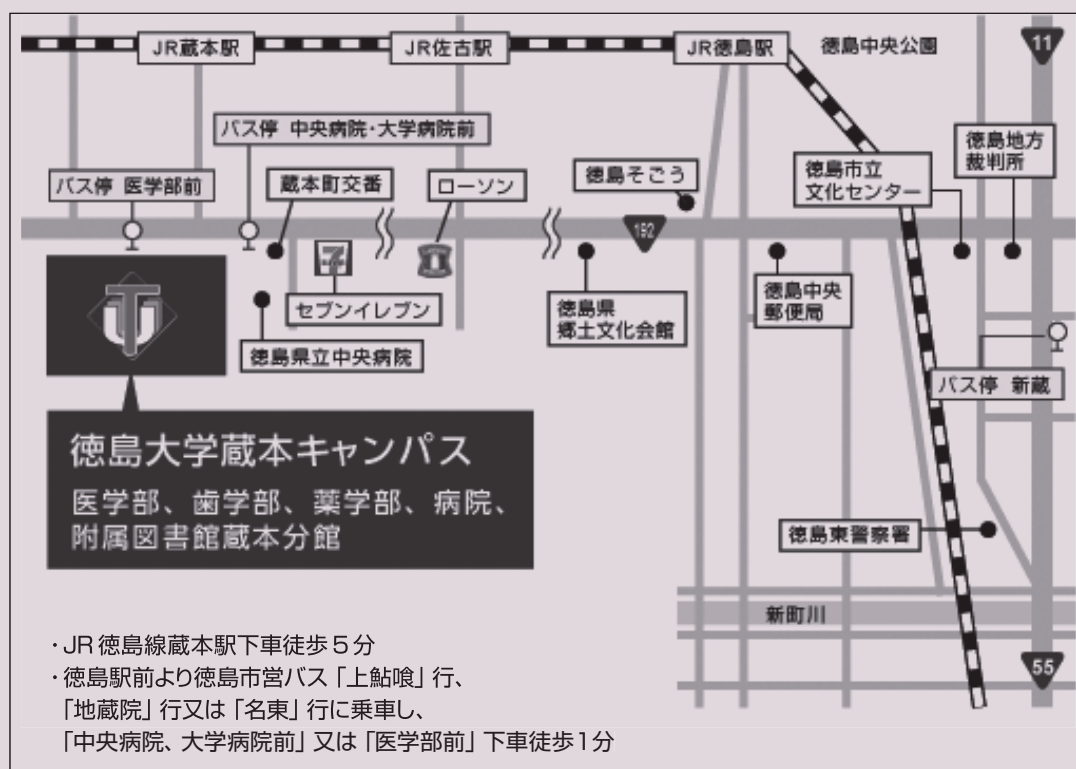 JR蔵本駅
JR佐古駅
JR徳島駅
徳島中央公園
11
バス停 中央病院・大学病院前
バス停 医学部前
蔵本町交番
ローソン
徳島そごう
徳島市立
文化センター
徳島地方
裁判所
192
7
セブンイレブン
徳島県立中央病院
徳島県
郷土文化会館
徳島中央
郵便局
バス停 新蔵
徳島大学蔵本キャンパス
医学部、歯学部、薬学部、病院、
附属図書館蔵本分館
徳島東警察署
新町川
55
・JR徳島線蔵本駅下車徒歩5分
・徳島駅前より徳島市営バス「上鮎喰」行、
「地蔵院」行又は「名東」行に乗車し、
「中央病院、大学病院前」又は「医学部前」下車徒歩1分